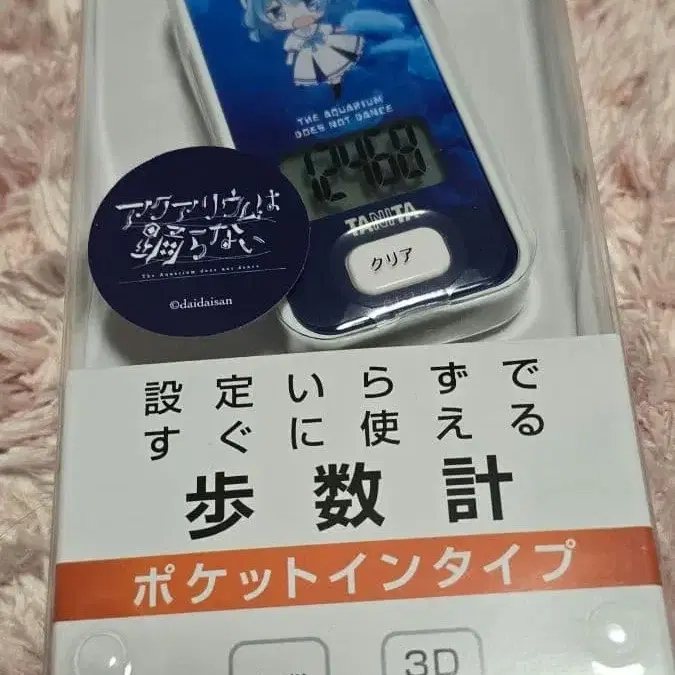 THE AQUARIUM
DOES NOT DANCE
12460
TANITA
クリア
アクアリウムは
踊らない
The Aquarium does not dance
©daidaisan
設定いらずで
すぐに使える
歩数計
ポケットインタイプ
3D